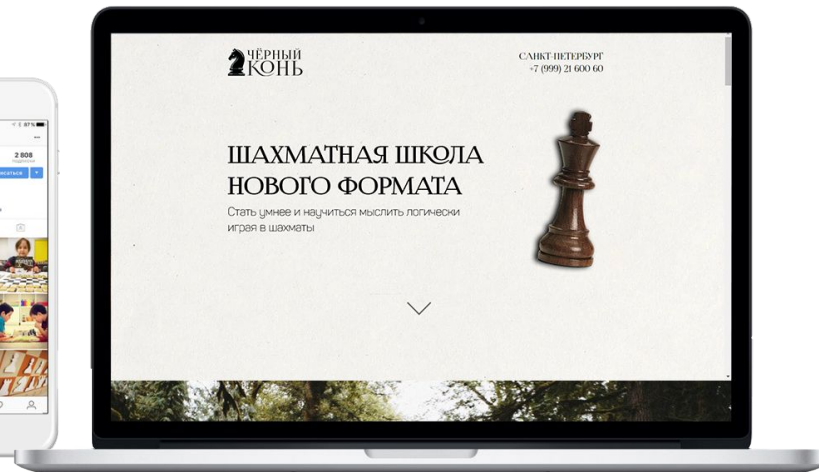 ЧЁРНЫЙ
КОНЬ
САНКТ-ПЕТЕРБУРГ
+7 (999) 21 600 60
ШАХМАТНАЯ ШКОЛА
НОВОГО ФОРМАТА
Стать умнее и научиться мыслить логически
играя в шахматы
87%
2 808